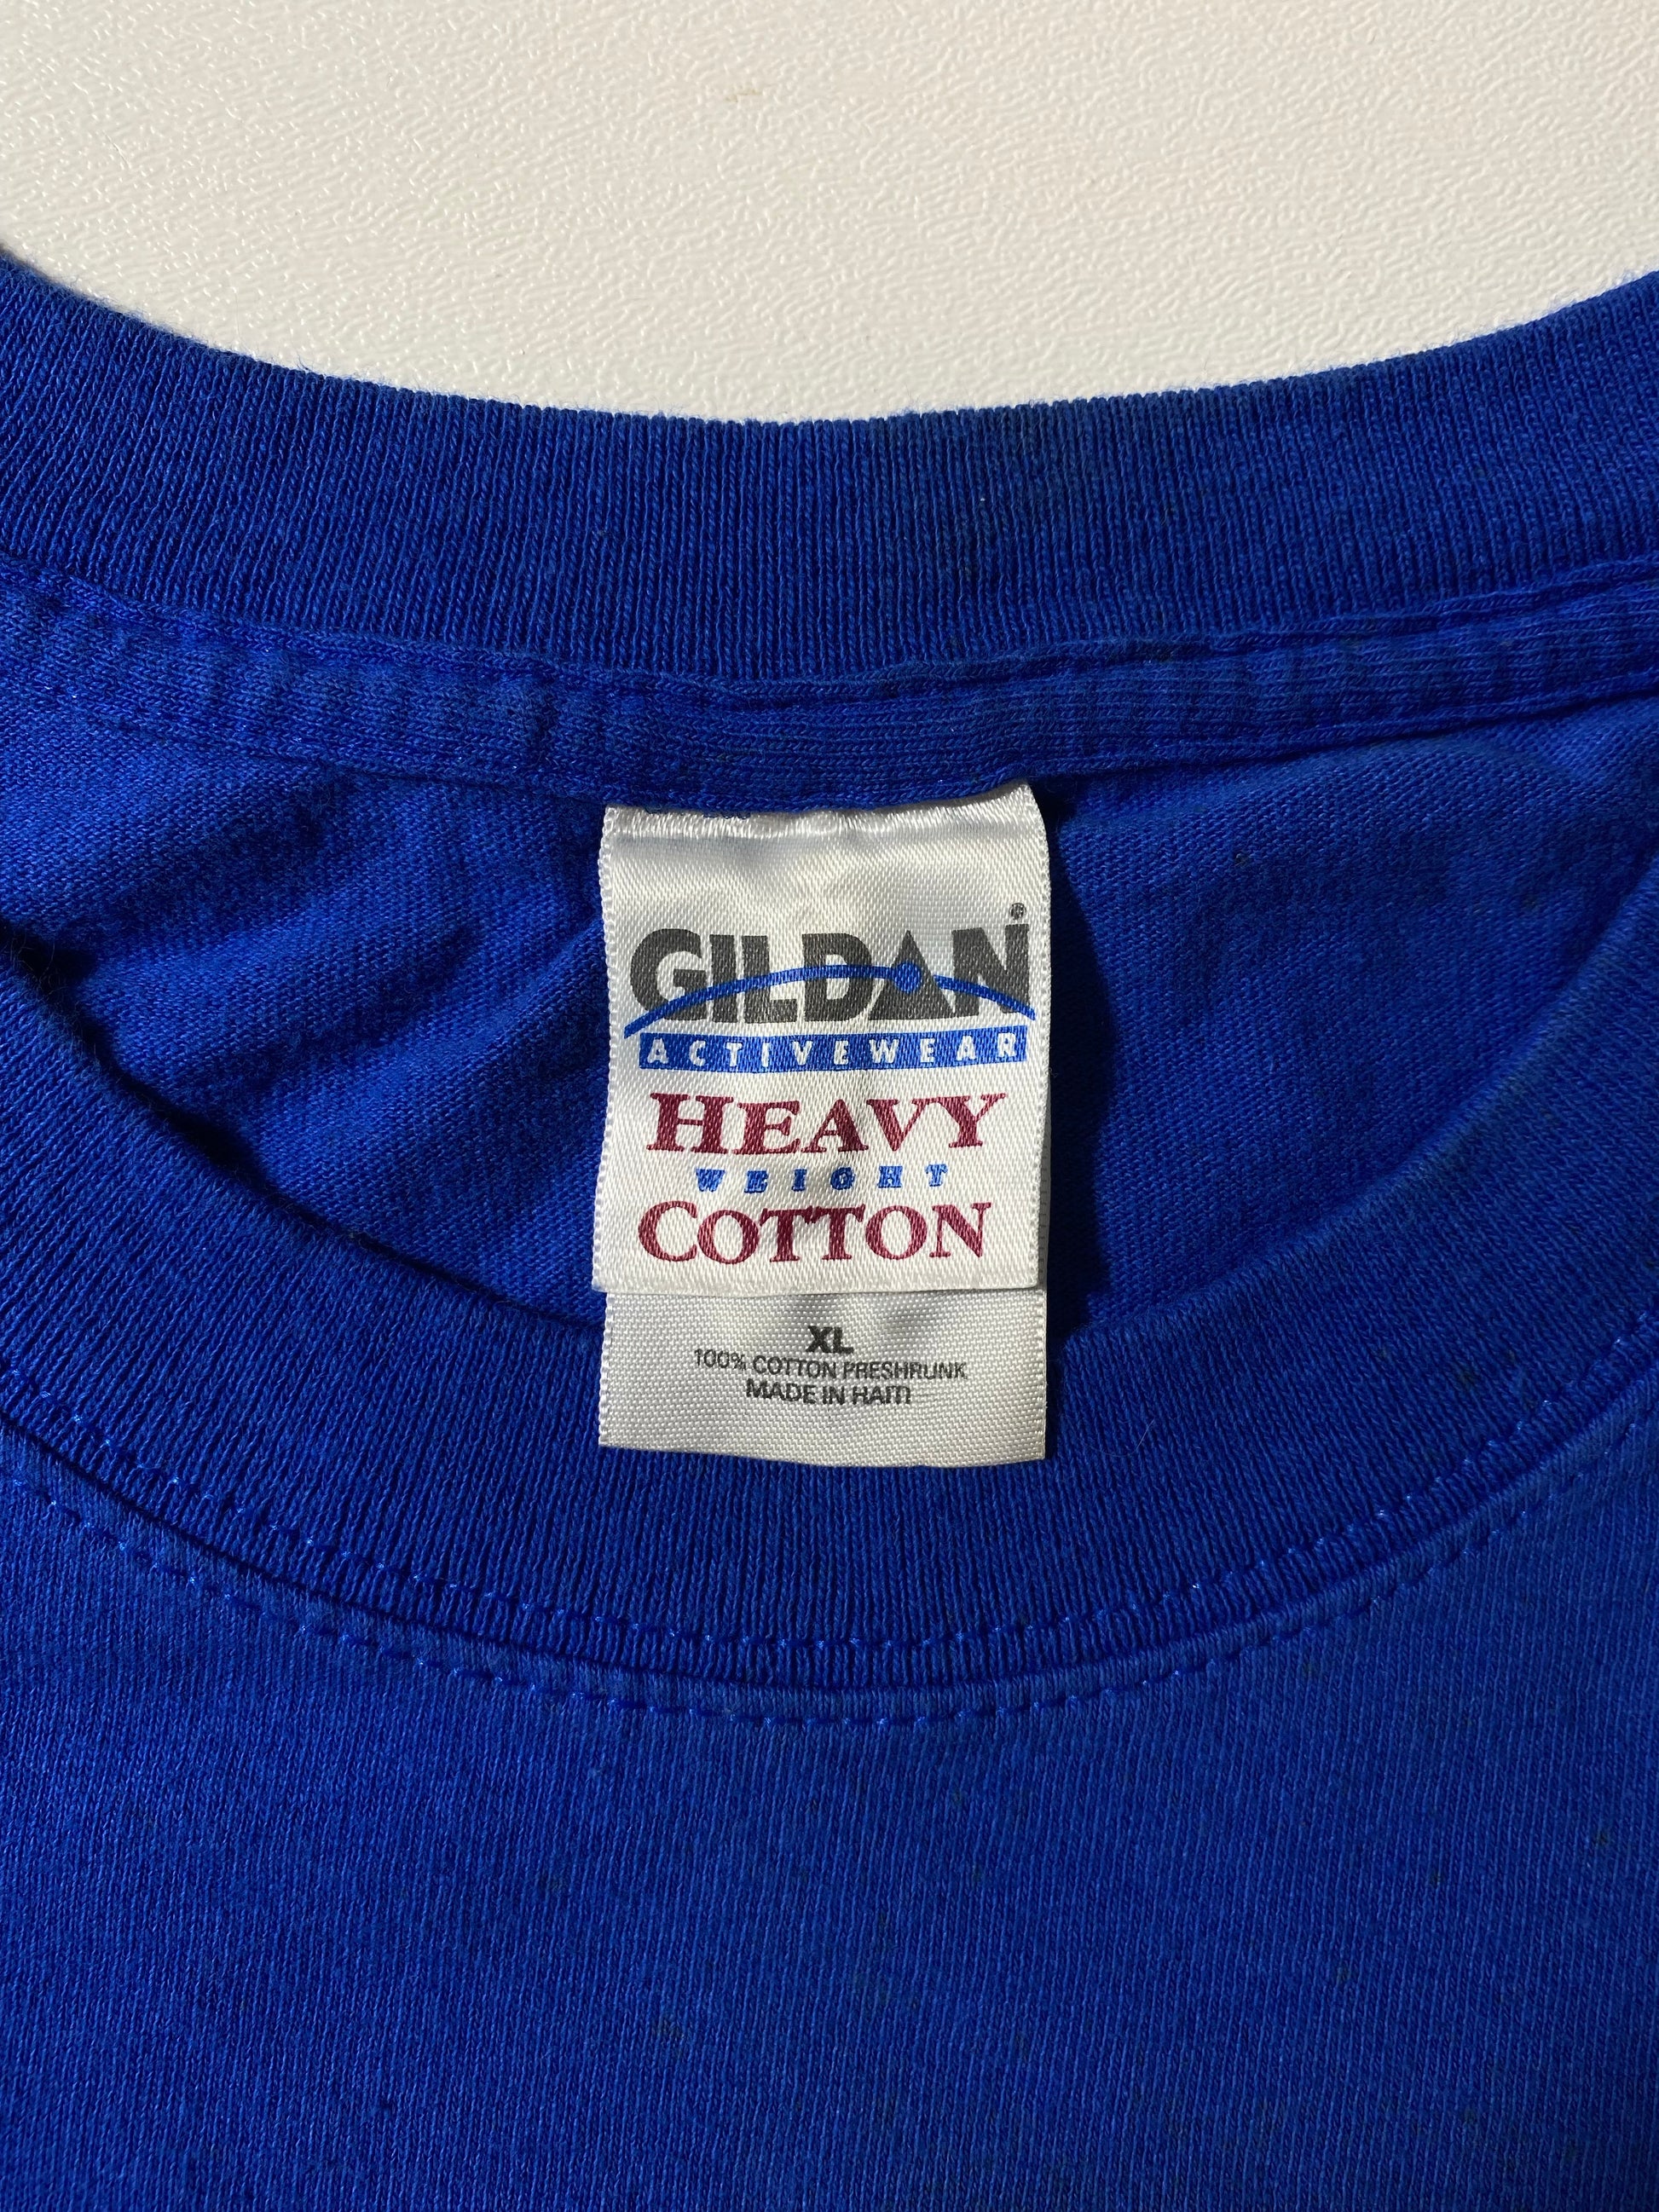 GILDAN®
ACTIVEWEAR
HEAVY
WEIGHT
COTTON
XL
100% COTTON PRESHRUNK
MADE IN HAITI